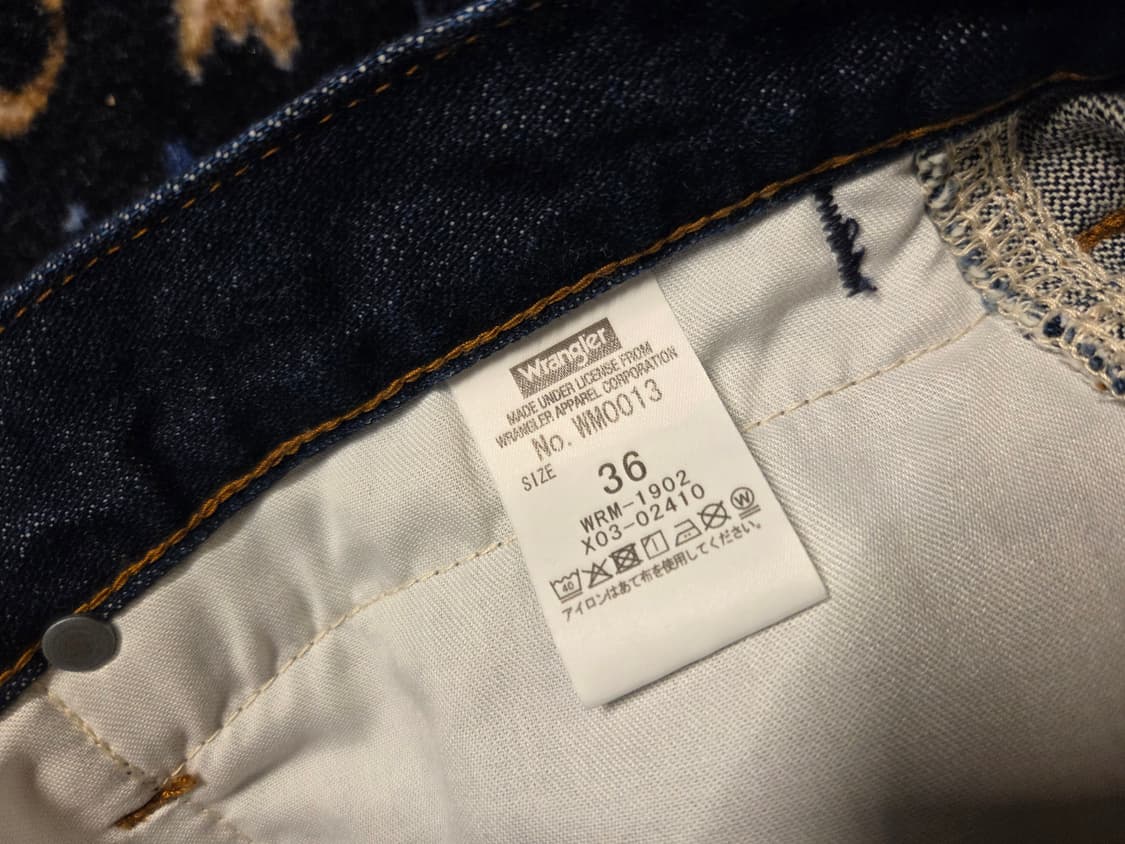 Wrangler
MADE UNDER LICENSE FROM
WRANGLER APPAREL CORPORATION
No. WM0013
SIZE 36
WRM-1902
X03-02410
40 W
アイロンはあて布を使用してください。